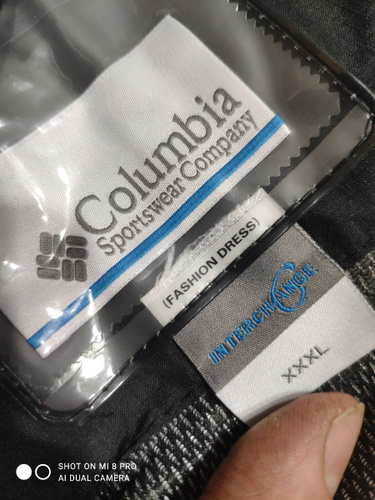 Columbia
Sportswear Company
(FASHION DRESS)
INTERCHANGE
XXXL
SHOT ON MI 8 PRO
AI DUAL CAMERA